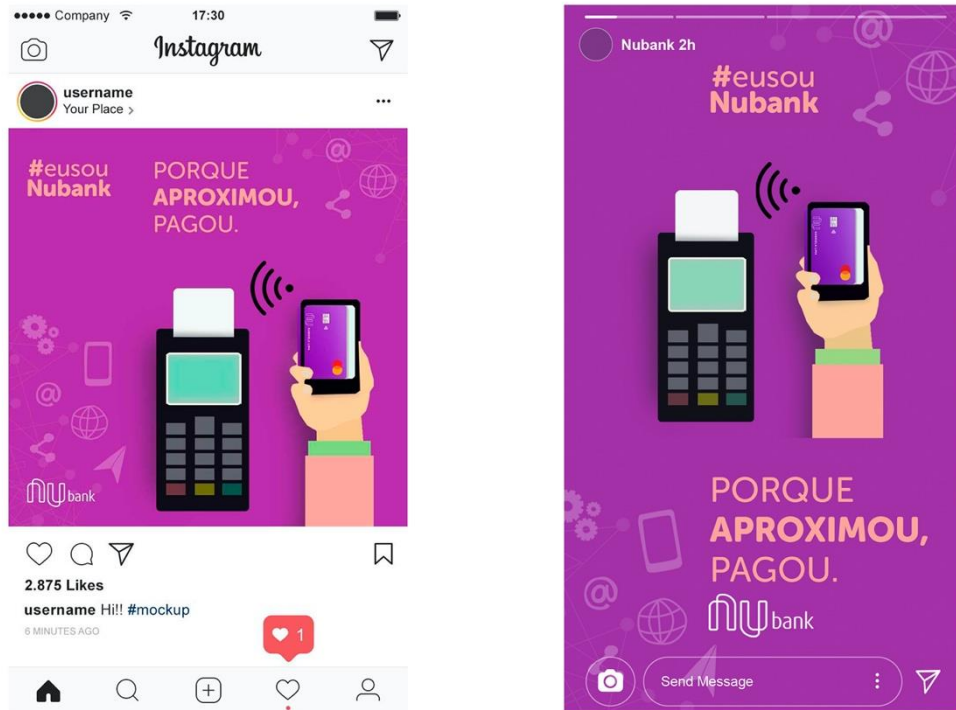 Company
17:30
Instagram
username
Your Place >
#eusou
Nubank
PORQUE
APROXIMOU,
PAGOU.
@
@
nubank
2.875 Likes
username Hi!! #mockup
6 MINUTES AGO
1
Nubank 2h
@
#eusou
Nubank
PORQUE
APROXIMOU,
PAGOU.
@
nubank
Send Message